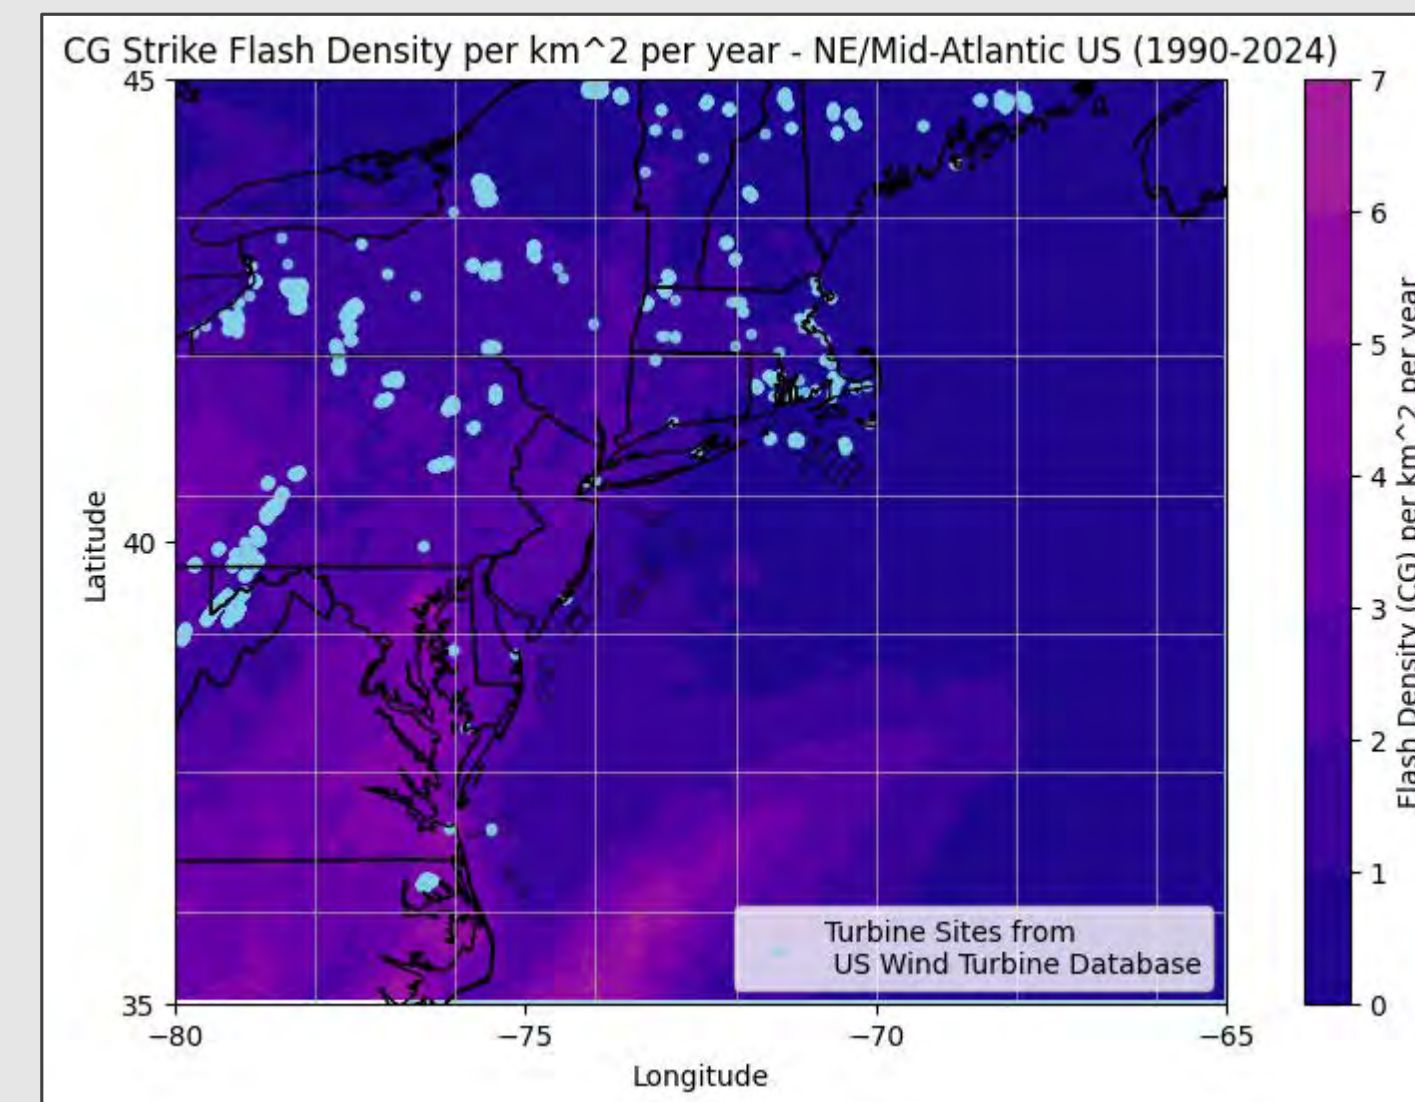 CG Strike Flash Density per km^2 per year - NE/Mid-Atlantic US (1990-2024)
45
40
35
Latitude
−80
−75
−70
−65
Longitude
Turbine Sites from
US Wind Turbine Database
7
6
5
4
3
2
1
0
Flash Density (CG) per km^2 per year